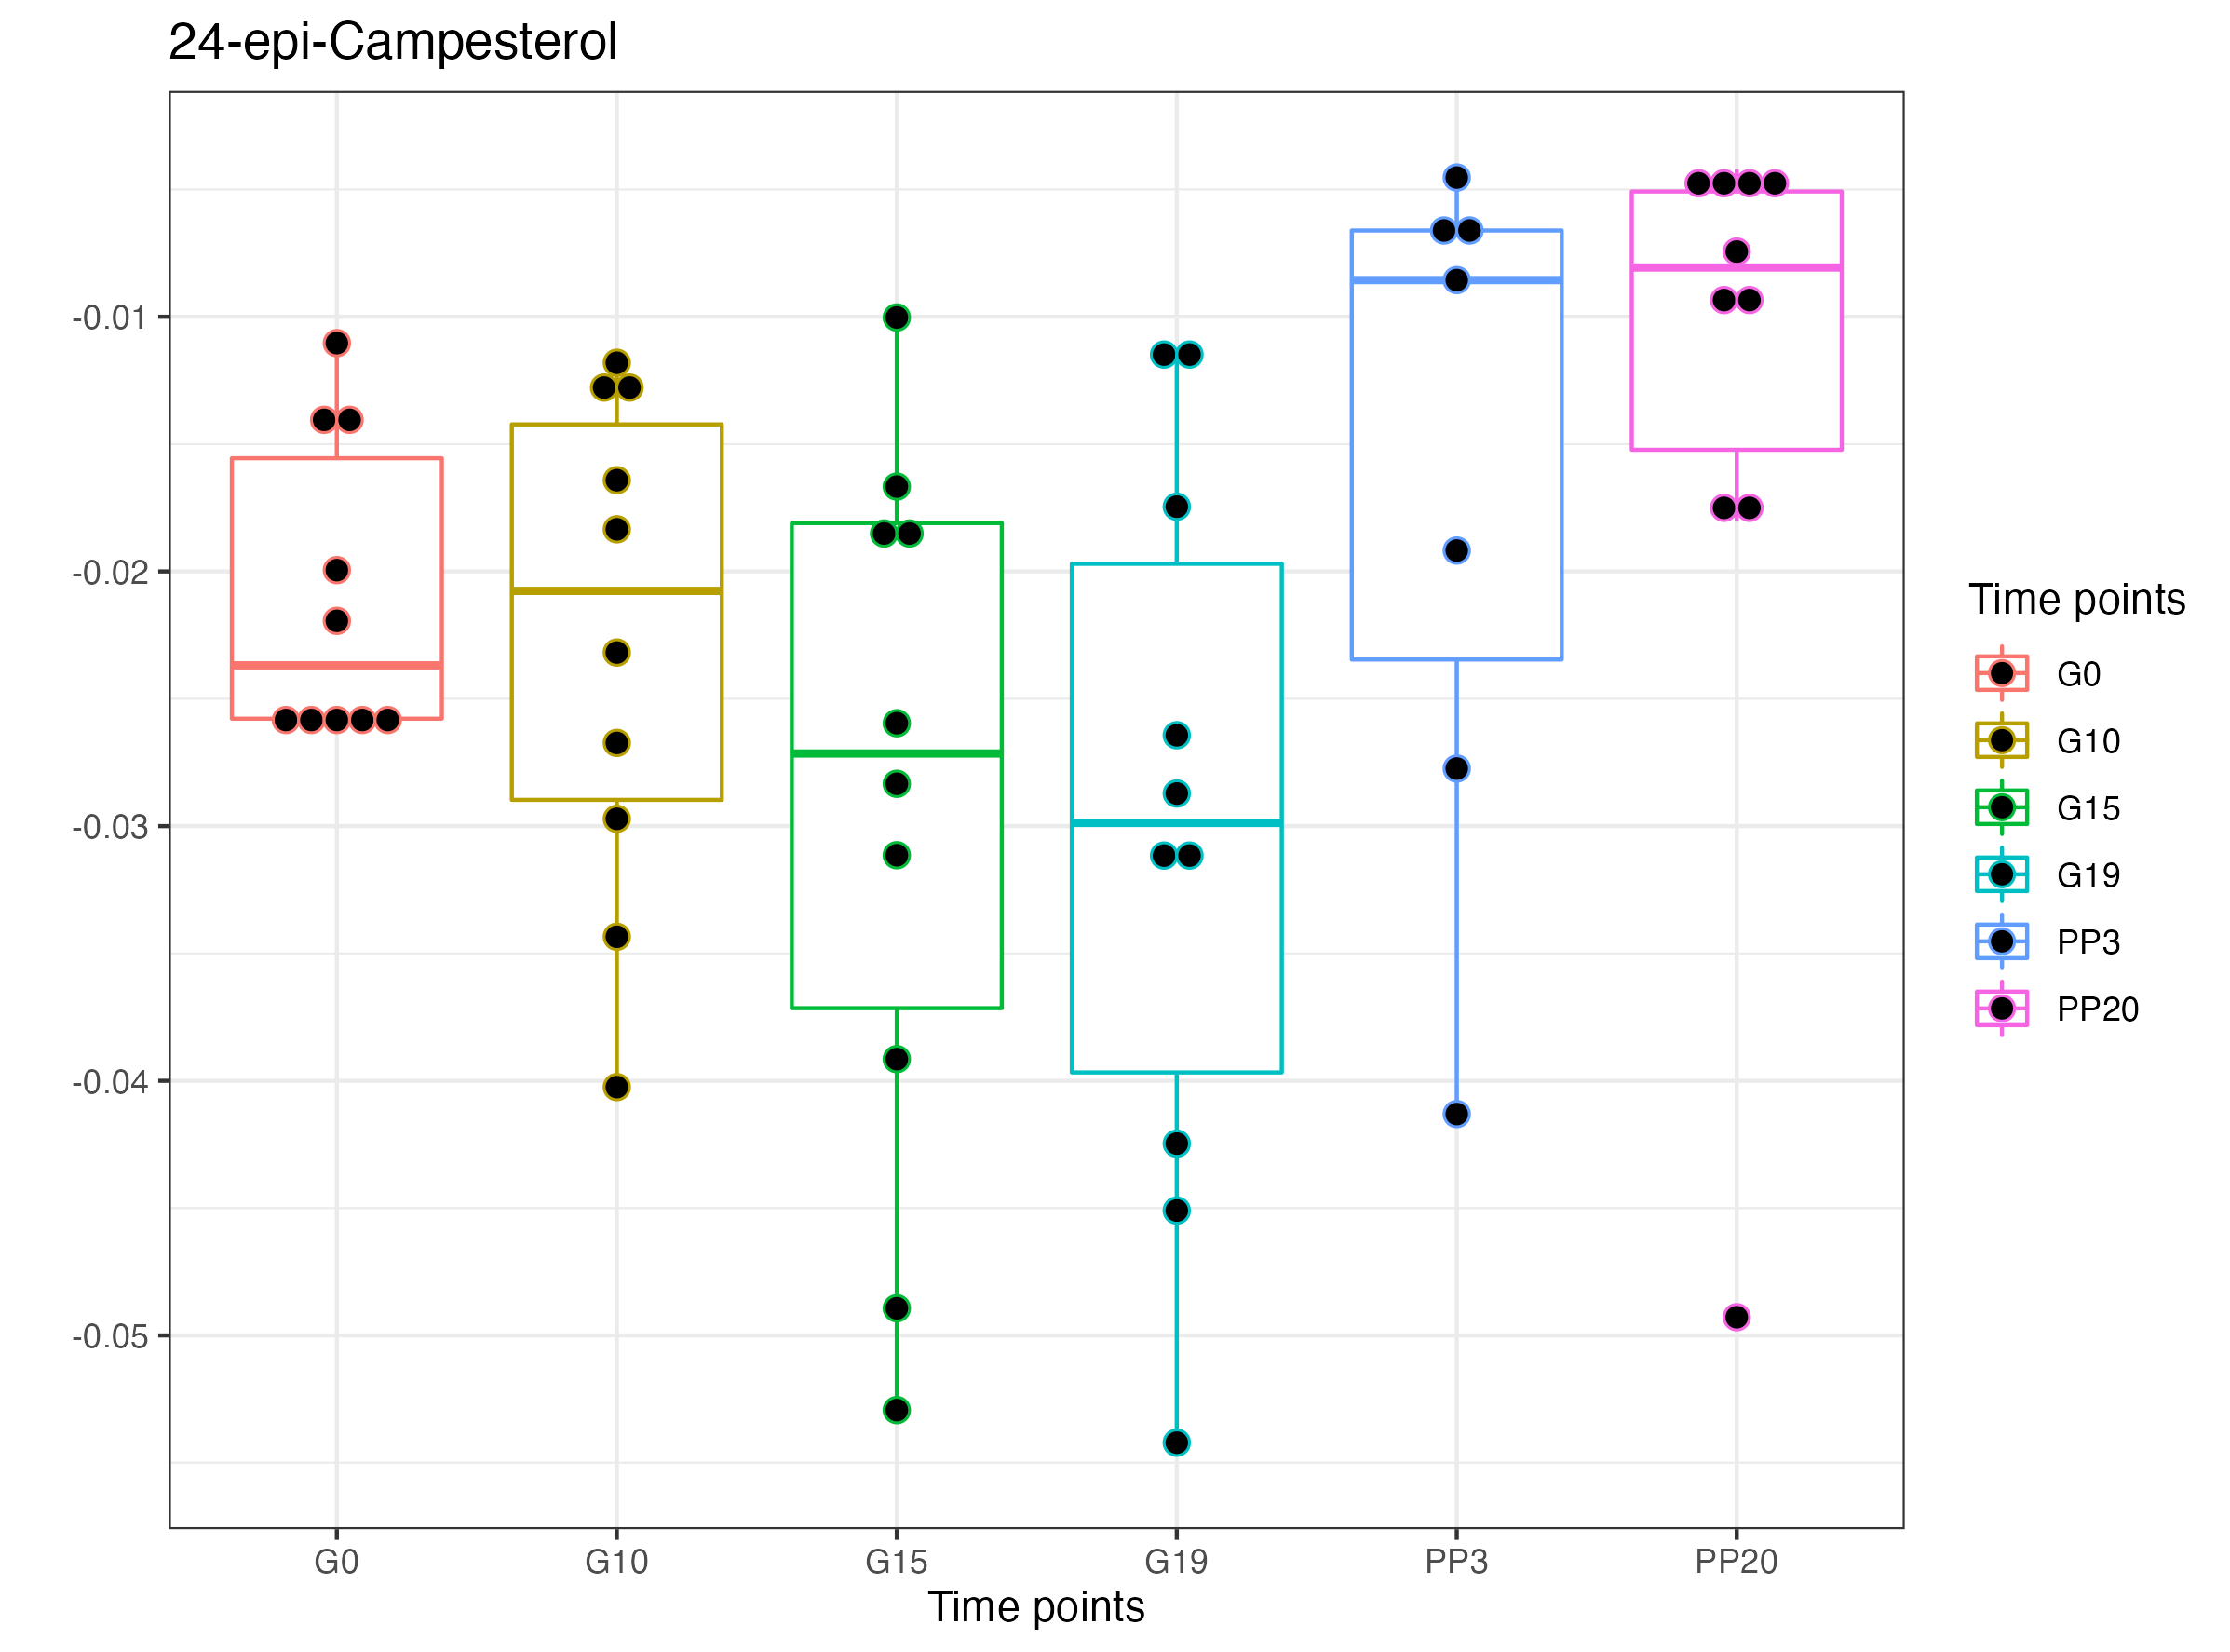 24-epi-Campesterol
-0.01
-0.02
-0.03
-0.04
-0.05
G0 G10 G15 G19 PP3 PP20
Time points
Time points
G0
G10
G15
G19
PP3
PP20